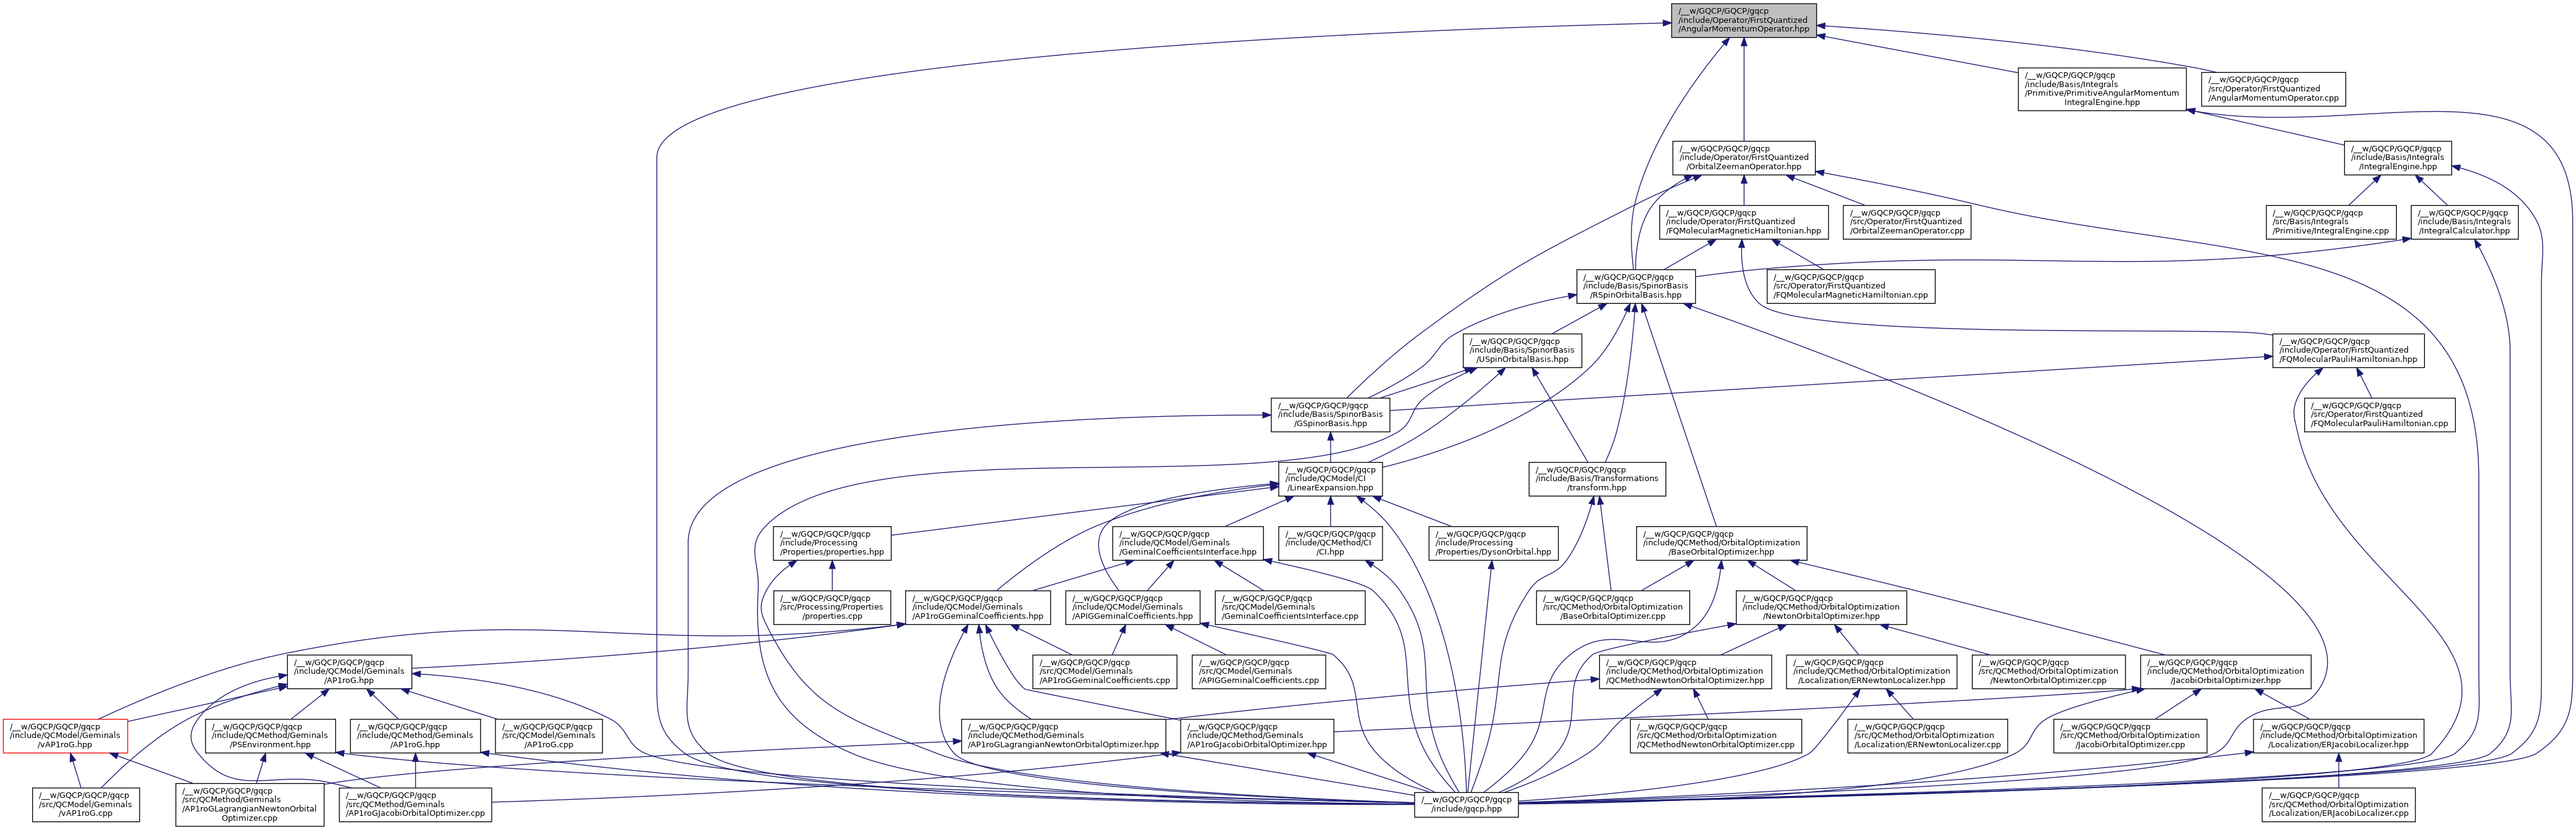 /__w/GQCP/GQCP/gqcp
/include/Operator/FirstQuantized
/AngularMomentumOperator.hpp
/__w/GQCP/GQCP/gqcp
/include/Basis/Integrals
/Primitive/PrimitiveAngularMomentum
IntegralEngine.hpp
/__w/GQCP/GQCP/gqcp
/src/Operator/FirstQuantized
/AngularMomentumOperator.cpp
/__w/GQCP/GQCP/gqcp
/include/Operator/FirstQuantized
/OrbitalZeemanOperator.hpp
/__w/GQCP/GQCP/gqcp
/include/Basis/Integrals
/IntegralEngine.hpp
/__w/GQCP/GQCP/gqcp
/include/Operator/FirstQuantized
/FQMolecularMagneticHamiltonian.hpp
/__w/GQCP/GQCP/gqcp
/src/Operator/FirstQuantized
/OrbitalZeemanOperator.cpp
/__w/GQCP/GQCP/gqcp
/src/Basis/Integrals
/Primitive/IntegralEngine.cpp
/__w/GQCP/GQCP/gqcp
/include/Basis/Integrals
/IntegralCalculator.hpp
/__w/GQCP/GQCP/gqcp
/include/Basis/SpinorBasis
/RSpinOrbitalBasis.hpp
/__w/GQCP/GQCP/gqcp
/src/Operator/FirstQuantized
/FQMolecularMagneticHamiltonian.cpp
/__w/GQCP/GQCP/gqcp
/include/Basis/SpinorBasis
/USpinOrbitalBasis.hpp
/__w/GQCP/GQCP/gqcp
/include/Operator/FirstQuantized
/FQMolecularPauliHamiltonian.hpp
/__w/GQCP/GQCP/gqcp
/include/Basis/SpinorBasis
/GSpinorBasis.hpp
/__w/GQCP/GQCP/gqcp
/src/Operator/FirstQuantized
/FQMolecularPauliHamiltonian.cpp
/__w/GQCP/GQCP/gqcp
/include/QCModel/CI
/LinearExpansion.hpp
/__w/GQCP/GQCP/gqcp
/include/Basis/Transformations
/transform.hpp
/__w/GQCP/GQCP/gqcp
/include/Processing
/Properties/properties.hpp
/__w/GQCP/GQCP/gqcp
/include/QCModel/Geminals
/GeminalCoefficientsInterface.hpp
/__w/GQCP/GQCP/gqcp
/include/QCMethod/CI
/CI.hpp
/__w/GQCP/GQCP/gqcp
/include/Processing
/Properties/DysonOrbital.hpp
/__w/GQCP/GQCP/gqcp
/include/QCMethod/OrbitalOptimization
/BaseOrbitalOptimizer.hpp
/__w/GQCP/GQCP/gqcp
/src/Processing/Properties
/properties.cpp
/__w/GQCP/GQCP/gqcp
/include/QCModel/Geminals
/AP1roGGeminalCoefficients.hpp
/__w/GQCP/GQCP/gqcp
/include/QCModel/Geminals
/APIGGeminalCoefficients.hpp
/__w/GQCP/GQCP/gqcp
/src/QCModel/Geminals
/GeminalCoefficientsInterface.cpp
/__w/GQCP/GQCP/gqcp
/src/QCMethod/OrbitalOptimization
/BaseOrbitalOptimizer.cpp
/__w/GQCP/GQCP/gqcp
/include/QCMethod/OrbitalOptimization
/NewtonOrbitalOptimizer.hpp
/__w/GQCP/GQCP/gqcp
/include/QCModel/Geminals
/AP1roG.hpp
/__w/GQCP/GQCP/gqcp
/src/QCModel/Geminals
/AP1roGGeminalCoefficients.cpp
/__w/GQCP/GQCP/gqcp
/src/QCModel/Geminals
/APIGGeminalCoefficients.cpp
/__w/GQCP/GQCP/gqcp
/include/QCMethod/OrbitalOptimization
/QCMethodNewtonOrbitalOptimizer.hpp
/__w/GQCP/GQCP/gqcp
/include/QCMethod/OrbitalOptimization
/Localization/ERNewtonLocalizer.hpp
/__w/GQCP/GQCP/gqcp
/src/QCMethod/OrbitalOptimization
/NewtonOrbitalOptimizer.cpp
/__w/GQCP/GQCP/gqcp
/include/QCMethod/OrbitalOptimization
/JacobiOrbitalOptimizer.hpp
/__w/GQCP/GQCP/gqcp
/include/QCModel/Geminals
/vAP1roG.hpp
/__w/GQCP/GQCP/gqcp
/include/QCMethod/Geminals
/PSEnvironment.hpp
/__w/GQCP/GQCP/gqcp
/include/QCMethod/Geminals
/AP1roG.hpp
/__w/GQCP/GQCP/gqcp
/src/QCModel/Geminals
/AP1roG.cpp
/__w/GQCP/GQCP/gqcp
/include/QCMethod/Geminals
/AP1roGLagrangianNewtonOrbitalOptimizer.hpp
/__w/GQCP/GQCP/gqcp
/include/QCMethod/Geminals
/AP1roGJacobiOrbitalOptimizer.hpp
/__w/GQCP/GQCP/gqcp
/src/QCMethod/OrbitalOptimization
/QCMethodNewtonOrbitalOptimizer.cpp
/__w/GQCP/GQCP/gqcp
/src/QCMethod/OrbitalOptimization
/Localization/ERNewtonLocalizer.cpp
/__w/GQCP/GQCP/gqcp
/src/QCMethod/OrbitalOptimization
/JacobiOrbitalOptimizer.cpp
/__w/GQCP/GQCP/gqcp
/include/QCMethod/OrbitalOptimization
/Localization/ERJacobiLocalizer.hpp
/__w/GQCP/GQCP/gqcp
/src/QCModel/Geminals
/vAP1roG.cpp
/__w/GQCP/GQCP/gqcp
/src/QCMethod/Geminals
/AP1roGLagrangianNewtonOrbital
Optimizer.cpp
/__w/GQCP/GQCP/gqcp
/src/QCMethod/Geminals
/AP1roGJacobiOrbitalOptimizer.cpp
/__w/GQCP/GQCP/gqcp
/include/gqcp.hpp
/__w/GQCP/GQCP/gqcp
/src/QCMethod/OrbitalOptimization
/Localization/ERJacobiLocalizer.cpp